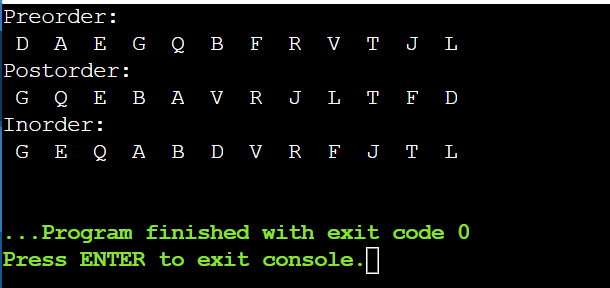 Preorder:
D A E G Q B F R V T J L
Postorder:
G Q E B A V R J L T F D
Inorder:
G E Q A B D V R F J T L
...Program finished with exit code 0
Press ENTER to exit console.